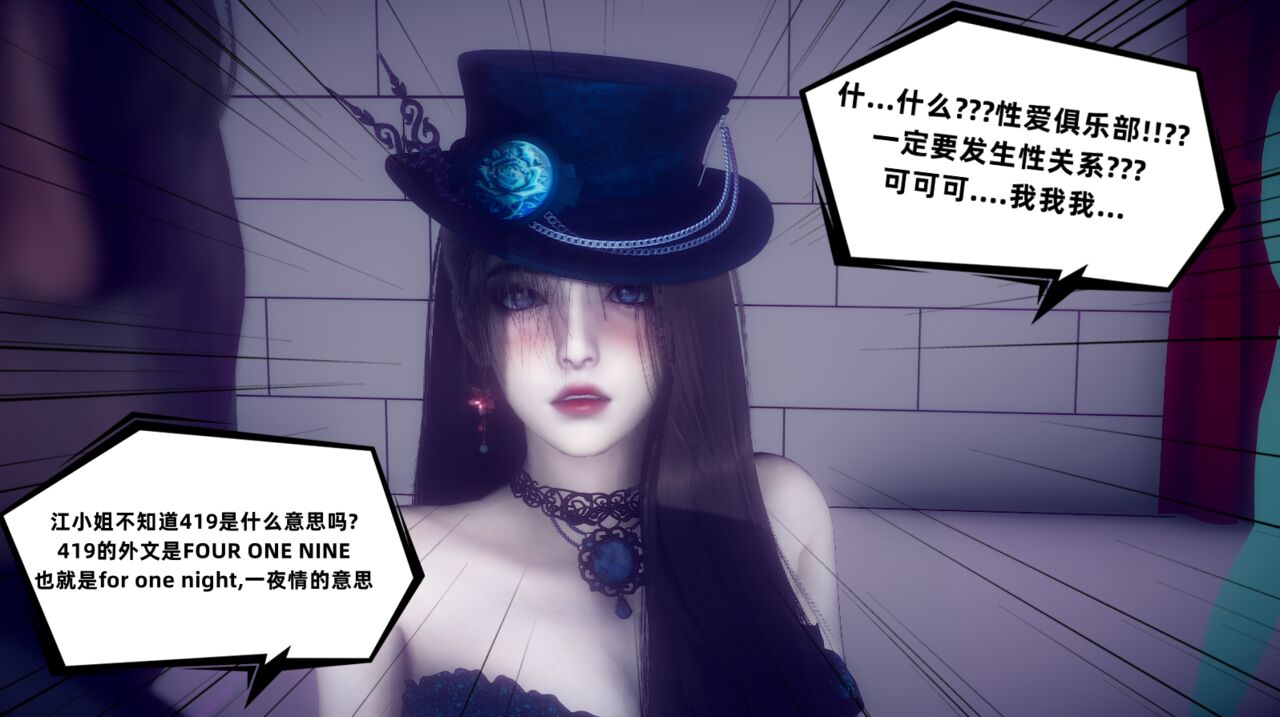 什...什么???性爱俱乐部!!??
一定要发生性关系???
可可可....我我我...
江小姐不知道419是什么意思吗?
419的外文是FOUR ONE NINE
也就是for one night,一夜情的意思